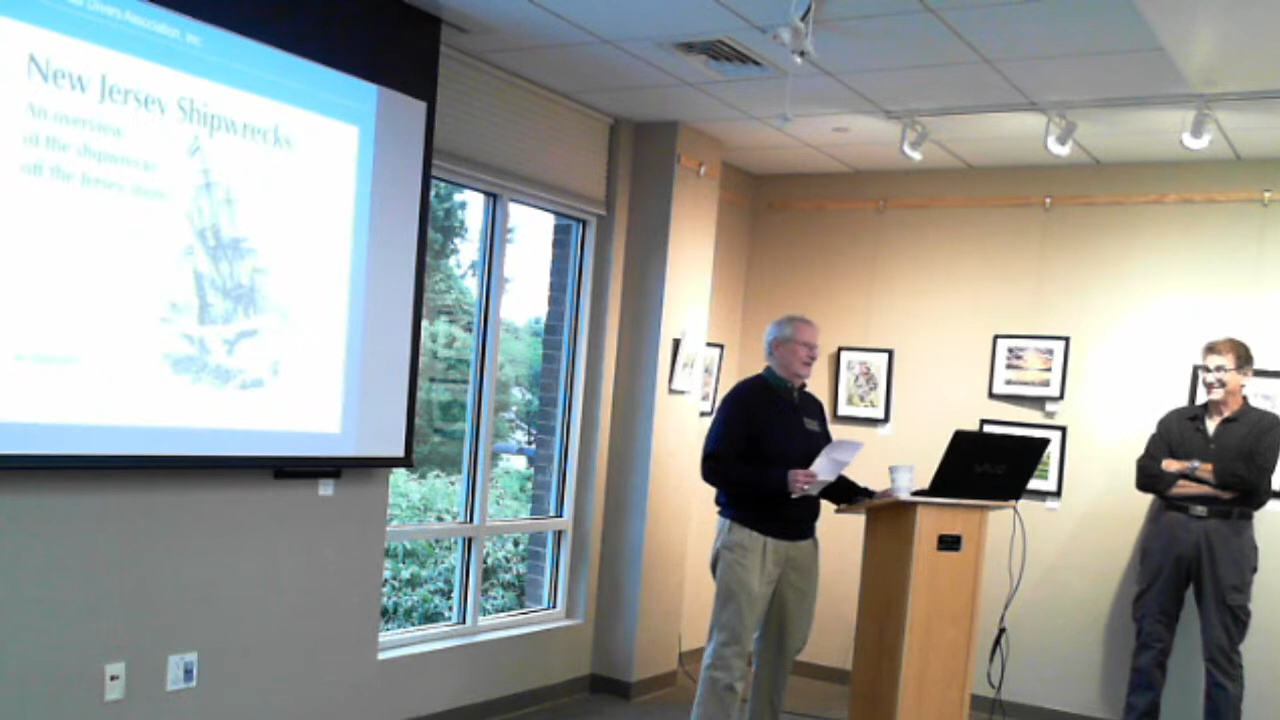 Divers Association, Inc.
New Jersey Shipwrecks
An overview
of the shipwrecks
off the Jersey shore
VAIO